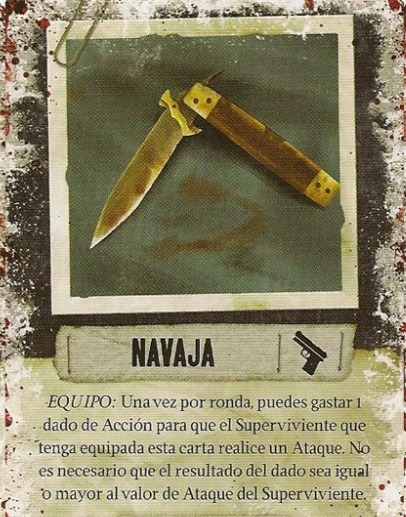 NAVAJA
EQUIPO: Una vez por ronda, puedes gastar 1
dado de Acción para que el Superviviente que
tenga equipada esta carta realice un Ataque. No
es necesario que el resultado del dado sea igual
o mayor al valor de Ataque del Superviviente.